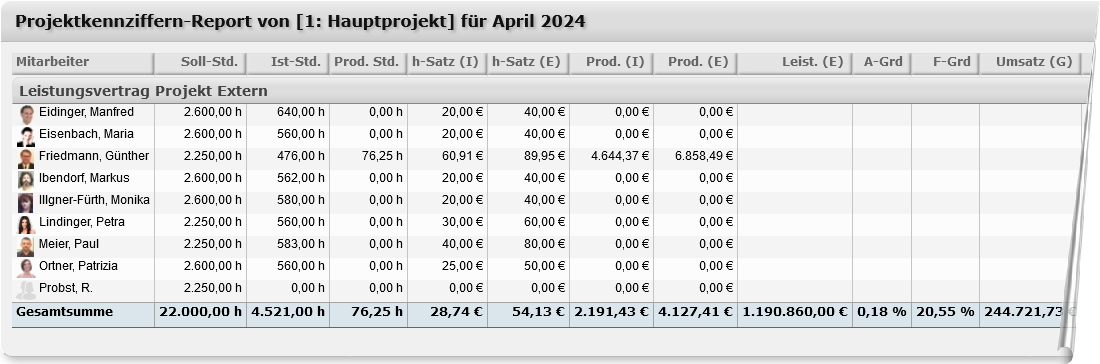 Projektkennziffern-Report von [1: Hauptprojekt] für April 2024
Mitarbeiter Soll-Std. Ist-Std. Prod. Std. h-Satz (I) h-Satz (E) Prod. (I) Prod. (E) Leist. (E) A-Grd F-Grd Umsatz (G)
Leistungsvertrag Projekt Extern
Eidinger, Manfred 2.600,00 h 640,00 h 0,00 h 20,00 € 40,00 € 0,00 € 0,00 €
Eisenbach, Maria 2.600,00 h 560,00 h 0,00 h 20,00 € 40,00 € 0,00 € 0,00 €
Friedmann, Günther 2.250,00 h 476,00 h 76,25 h 60,91 € 89,95 € 4.644,37 € 6.858,49 €
Ibendorf, Markus 2.600,00 h 562,00 h 0,00 h 20,00 € 40,00 € 0,00 € 0,00 €
Illgner-Fürth, Monika 2.600,00 h 580,00 h 0,00 h 20,00 € 40,00 € 0,00 € 0,00 €
Lindinger, Petra 2.250,00 h 560,00 h 0,00 h 30,00 € 60,00 € 0,00 € 0,00 €
Meier, Paul 2.250,00 h 583,00 h 0,00 h 40,00 € 80,00 € 0,00 € 0,00 €
Ortner, Patrizia 2.600,00 h 560,00 h 0,00 h 25,00 € 50,00 € 0,00 € 0,00 €
Probst, R. 2.250,00 h 0,00 h 0,00 h 0,00 € 0,00 € 0,00 € 0,00 €
Gesamtsumme 22.000,00 h 4.521,00 h 76,25 h 28,74 € 54,13 € 2.191,43 € 4.127,41 € 1.190.860,00 € 0,18 % 20,55 % 244.721,73 €